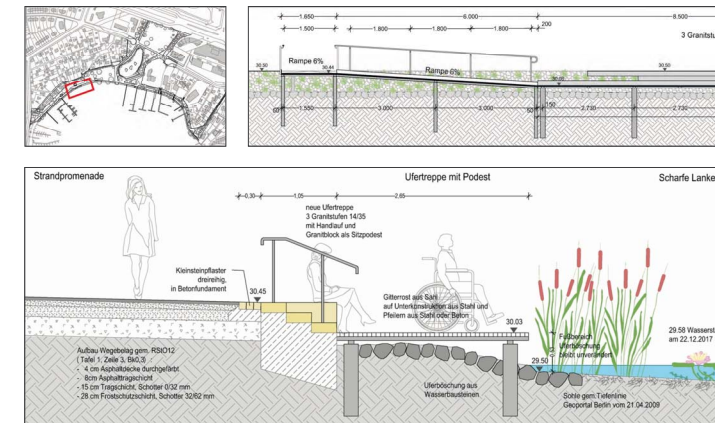 1.650
6.000
8.500
1.500
1.800
1.800
1.800
200
3 Granitstu
Rampe 6%
Rampe 6%
30.50
30.44
30.50
60
1.550
3.000
3.000
60
150
2.730
2.730
Strandpromenade
Ufertreppe mit Podest
Scharfe Lanke
0,30
1,05
2,65
neue Ufertreppe
3 Granitstufen 14/35
mit Handlauf und
Granitblock als Sitzpodest
Kleinsteinpflaster
dreireihig,
in Betonfundament
30.45
Gitterrost aus Sahl
auf Unterkonstruktion aus Stahl und
Pfeilern aus Stahl oder Beton
30.03
Fußbereich
Uferböschung
bleibt unverändert
29.58 Wasserst
am 22.12.2017
29.50
Aufbau Wegebelag gem. RStO12
( Tafel 1, Zeile 3, Bk0,3) :
- 4 cm Asphaltdecke durchgefärbt
- 8cm Asphalttragschicht
- 15 cm Tragschicht, Schotter 0/32 mm
- 28 cm Frostschutzschicht, Schotter 32/62 mm
Uferböschung aus
Wasserbausteinen
Sohle gem.Tiefenlinie
Geoportal Berlin vom 21.04.2009